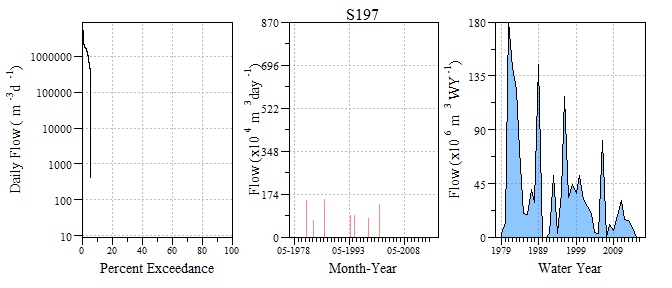 S197
Daily Flow ( m -3 d -1)
1000000
100000
10000
1000
100
10
0 20 40 60 80 100
Percent Exceedance
Flow (x10 4 m 3 day -1)
870
696
522
348
174
0
05-1978 05-1993 05-2008
Month-Year
Flow (x10 6 m 3 WY -1)
180
135
90
45
0
1979 1989 1999 2009
Water Year